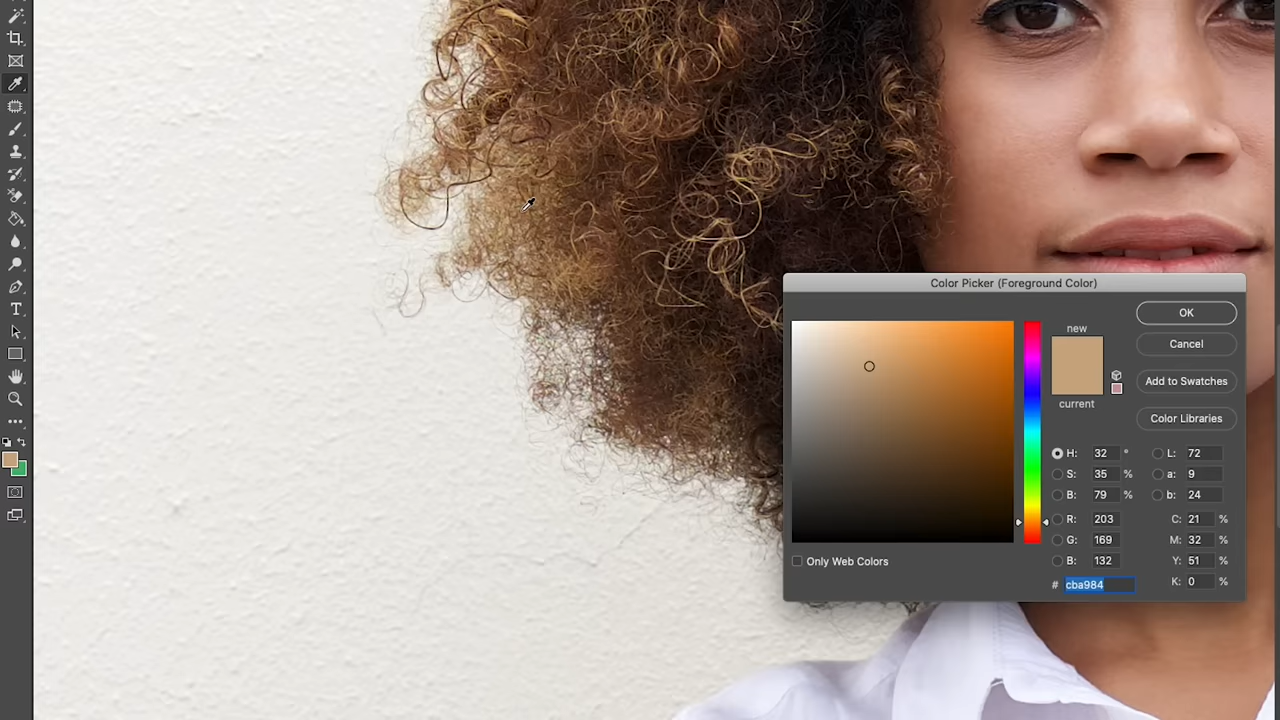 Color Picker (Foreground Color)
new
current
OK
Cancel
Add to Swatches
Color Libraries
H: 32 °
S: 35 %
B: 79 %
L: 72
a: 9
b: 24
R: 203
G: 169
B: 132
C: 21 %
M: 32 %
Y: 51 %
K: 0 %
# cba984
Only Web Colors
T